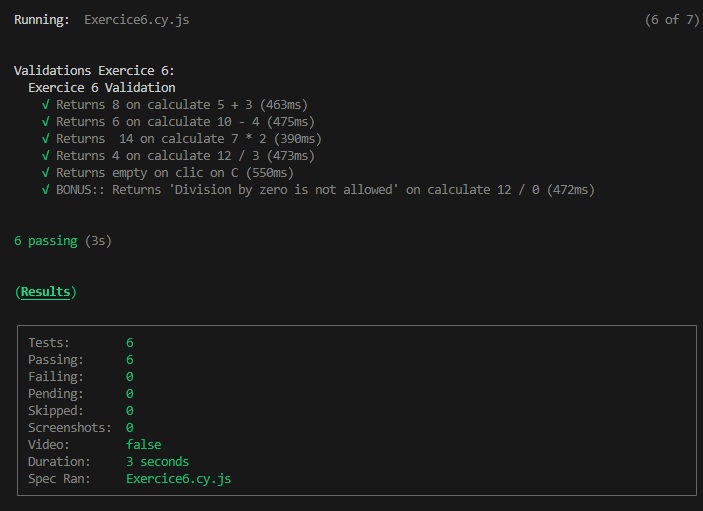 Running:  Exercice6.cy.js (6 of 7)
Validations Exercice 6:
Exercice 6 Validation
√ Returns 8 on calculate 5 + 3 (463ms)
√ Returns 6 on calculate 10 - 4 (475ms)
√ Returns  14 on calculate 7 * 2 (390ms)
√ Returns 4 on calculate 12 / 3 (473ms)
√ Returns empty on clic on C (550ms)
√ BONUS:: Returns 'Division by zero is not allowed' on calculate 12 / 0 (472ms)
6 passing (3s)
(Results)
Tests: 6
Passing: 6
Failing: 0
Pending: 0
Skipped: 0
Screenshots: 0
Video: false
Duration: 3 seconds
Spec Ran: Exercice6.cy.js